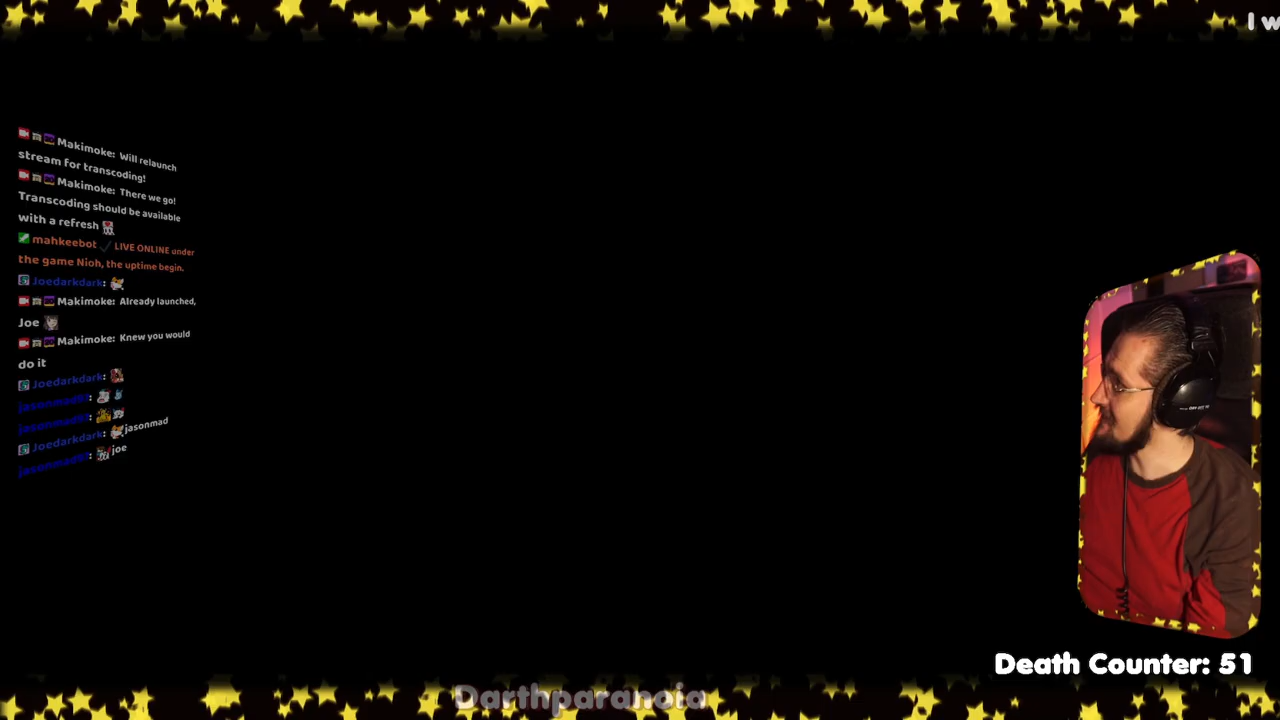 I w
Makimoke: Will relaunch
stream for transcoding!
Makimoke: There we go!
Transcoding should be available
with a refresh
mahkeebot LIVE ONLINE under
the game Nioh, the uptime begin.
Joedarkdark:
Makimoke: Already launched,
Joe
Makimoke: Knew you would
do it
Joedarkdark:
Joedarkdark: jasonmad
joe
Death Counter: 51
Darthparanoia